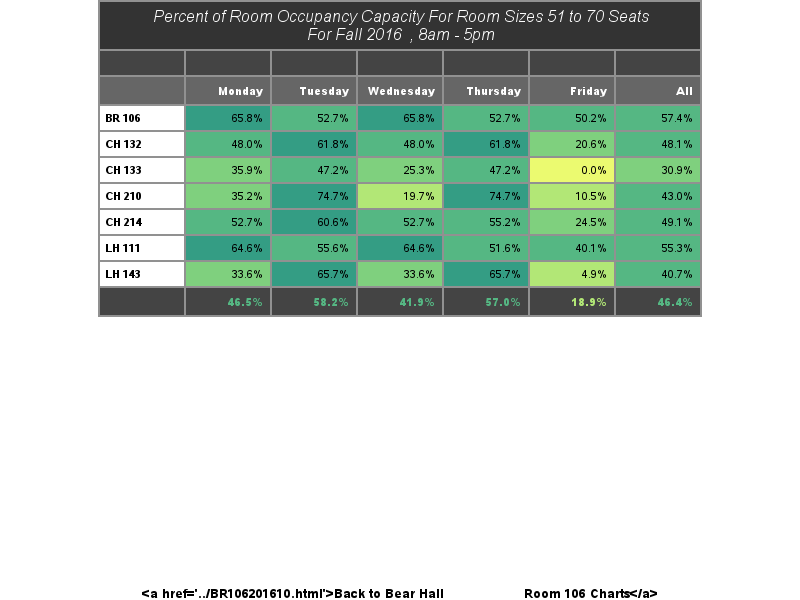 Percent of Room Occupancy Capacity For Room Sizes 51 to 70 Seats
For Fall 2016 , 8am - 5pm
Monday Tuesday Wednesday Thursday Friday All
BR 106 65.8% 52.7% 65.8% 52.7% 50.2% 57.4%
CH 132 48.0% 61.8% 48.0% 61.8% 20.6% 48.1%
CH 133 35.9% 47.2% 25.3% 47.2% 0.0% 30.9%
CH 210 35.2% 74.7% 19.7% 74.7% 10.5% 43.0%
CH 214 52.7% 60.6% 52.7% 55.2% 24.5% 49.1%
LH 111 64.6% 55.6% 64.6% 51.6% 40.1% 55.3%
LH 143 33.6% 65.7% 33.6% 65.7% 4.9% 40.7%
46.5% 58.2% 41.9% 57.0% 18.9% 46.4%
<a href='../BR106201610.html'>Back to Bear Hall Room 106 Charts</a>